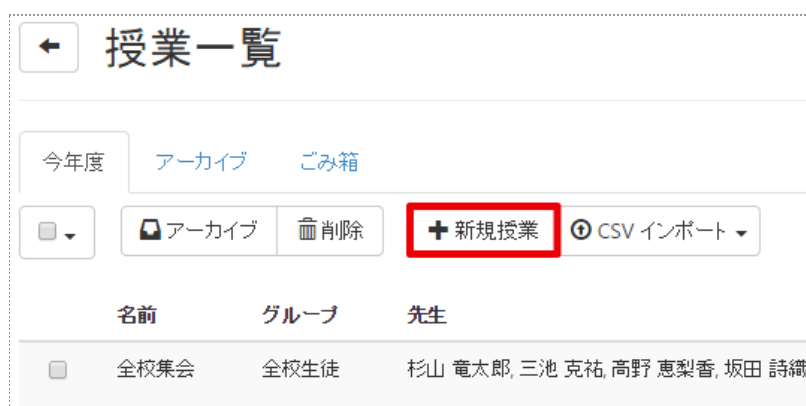 授業一覧
今年度 アーカイブ ごみ箱
アーカイブ 削除 新規授業 CSV インポート
名前 グループ 先生
全校集会 全校生徒 杉山 竜太郎, 三池 克祐, 高野 恵梨香, 坂田 詩織